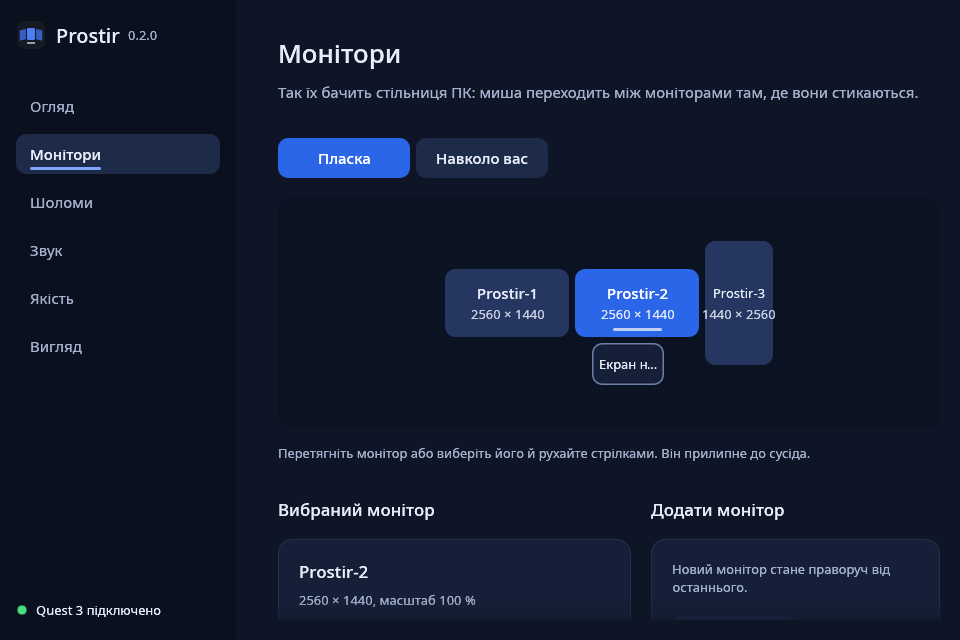 Prostir 0.2.0
Огляд
Монітори
Шоломи
Звук
Якість
Вигляд
Quest 3 підключено
Монітори
Так їх бачить стільниця ПК: миша переходить між моніторами там, де вони стикаються.
Пласка
Навколо вас
Prostir-1
2560 × 1440
Prostir-2
2560 × 1440
Prostir-3
1440 × 2560
Екран н...
Перетягніть монітор або виберіть його й рухайте стрілками. Він прилипне до сусіда.
Вибраний монітор
Prostir-2
2560 × 1440, масштаб 100 %
Додати монітор
Новий монітор стане праворуч від
останнього.